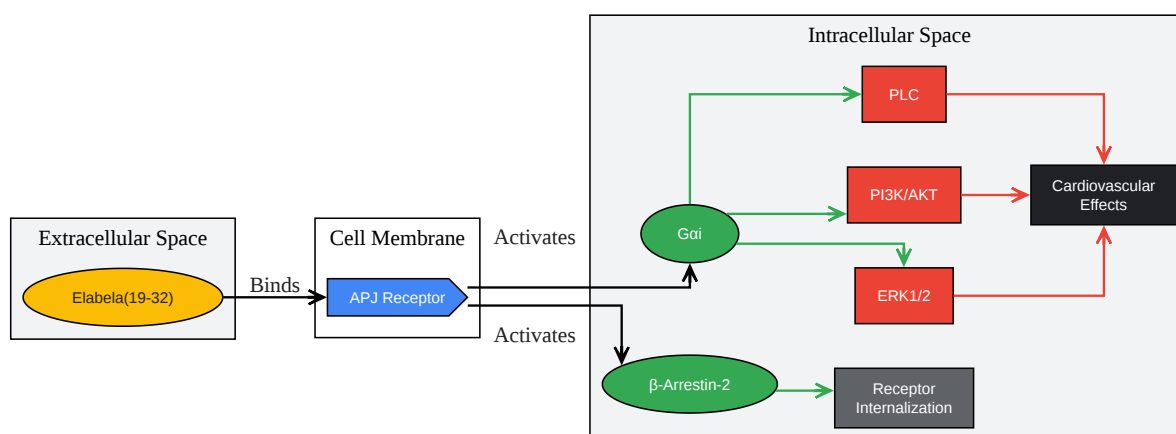 Intracellular Space
PLC
PI3K/AKT
Cardiovascular
Effects
Extracellular Space
Cell Membrane
Activates
Gαi
Elabela(19-32)
Binds
APJ Receptor
ERK1/2
Activates
β-Arrestin-2
Receptor
Internalization